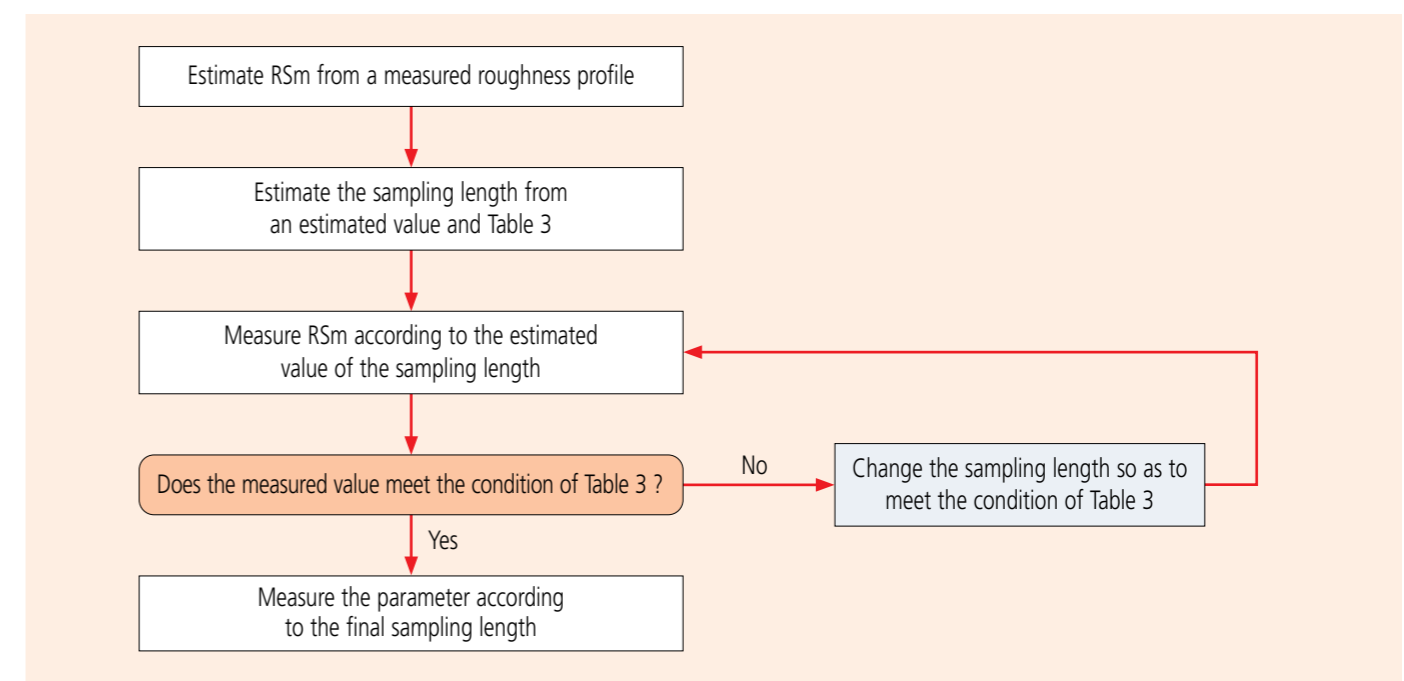 Estimate RSm from a measured roughness profile
Estimate the sampling length from
an estimated value and Table 3
Measure RSm according to the estimated
value of the sampling length
Does the measured value meet the condition of Table 3 ?
No
Change the sampling length so as to
meet the condition of Table 3
Yes
Measure the parameter according
to the final sampling length